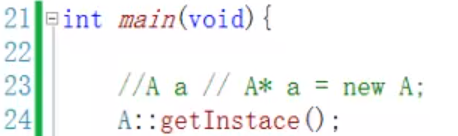 21 int main(void){
22
23 //A a // A* a = new A;
24 A::getInstace();